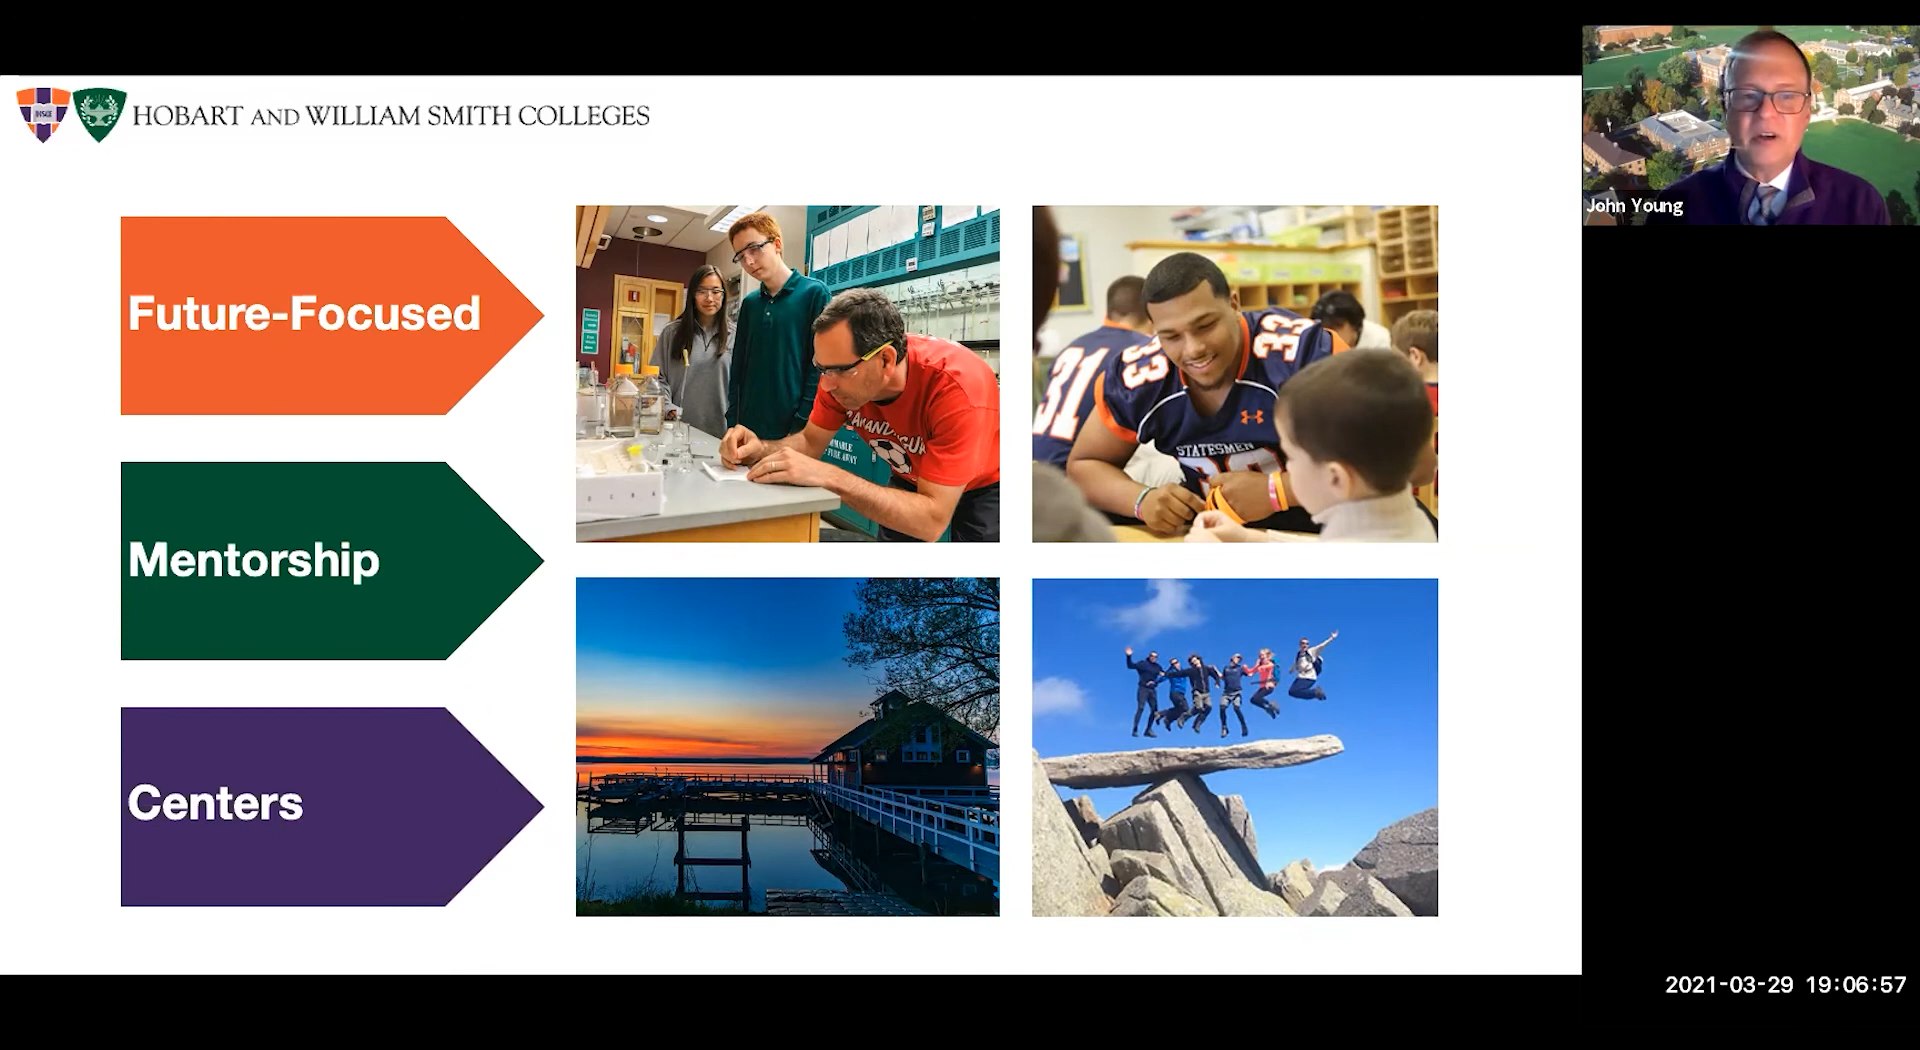 HOBART AND WILLIAM SMITH COLLEGES
Future-Focused
Mentorship
Centers
31
33
33
STATESMEN
John Young
2021-03-29 19:06:57